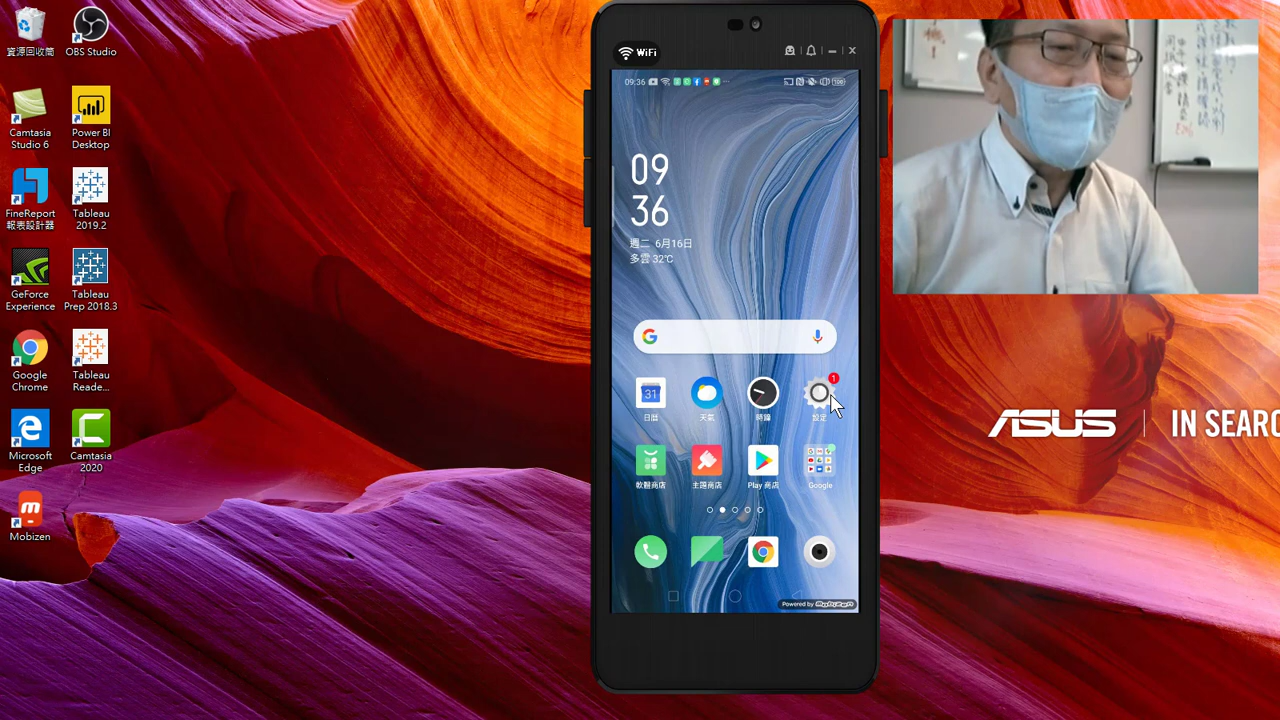 資源回收筒
OBS Studio
Camtasia
Studio 6
Power BI
Desktop
FineReport
報表設計器
Tableau
2019.2
GeForce
Experience
Tableau
Prep 2018.3
Google
Chrome
Tableau
Reade...
Microsoft
Edge
Camtasia
2020
Mobizen
WiFi
09:36
100
09
36
週二 6月16日
多雲 32℃
31
日曆
天氣
時鐘
1
設定
軟體商店
主題商店
Play 商店
Google
Powered by
ASUS
IN SEARC